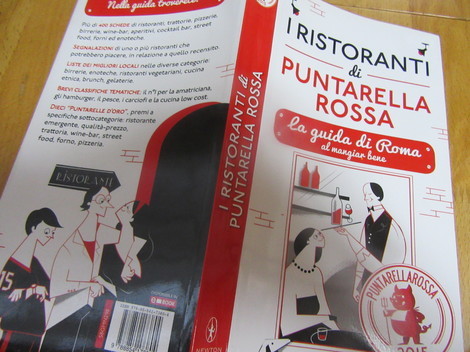 Nella guida troverete:
Più di 400 schede di ristoranti, trattorie, pizzerie,
birrerie, wine-bar, aperitivi, cocktail bar, street
food, forni ed enoteche.
Segnalazioni di uno o più ristoranti che
potrebbero piacere, in relazione a quello recensito.
Liste dei migliori locali nelle diverse categorie:
birrerie, enoteche, ristoranti vegetariani, cucina
etnica, brunch, gelaterie.
Brevi classifiche tematiche: il nº1 per la amatriciana,
gli hamburger, il pesce, i carciofi e la cucina low cost.
Dieci "Puntarelle d'oro", premi a
specifiche sottocategorie: ristorante
emergente, qualità-prezzo,
trattoria, wine-bar, street
food, forno, pizzeria.
RISTORANTI
EBOOK
I RISTORANTI di
PUNTARELLA ROSSA
NEWTON
I RISTORANTI
di
PUNTARELLA
ROSSA
La guida di Roma
al mangiar bene
PUNTARELLAROSSA
2015